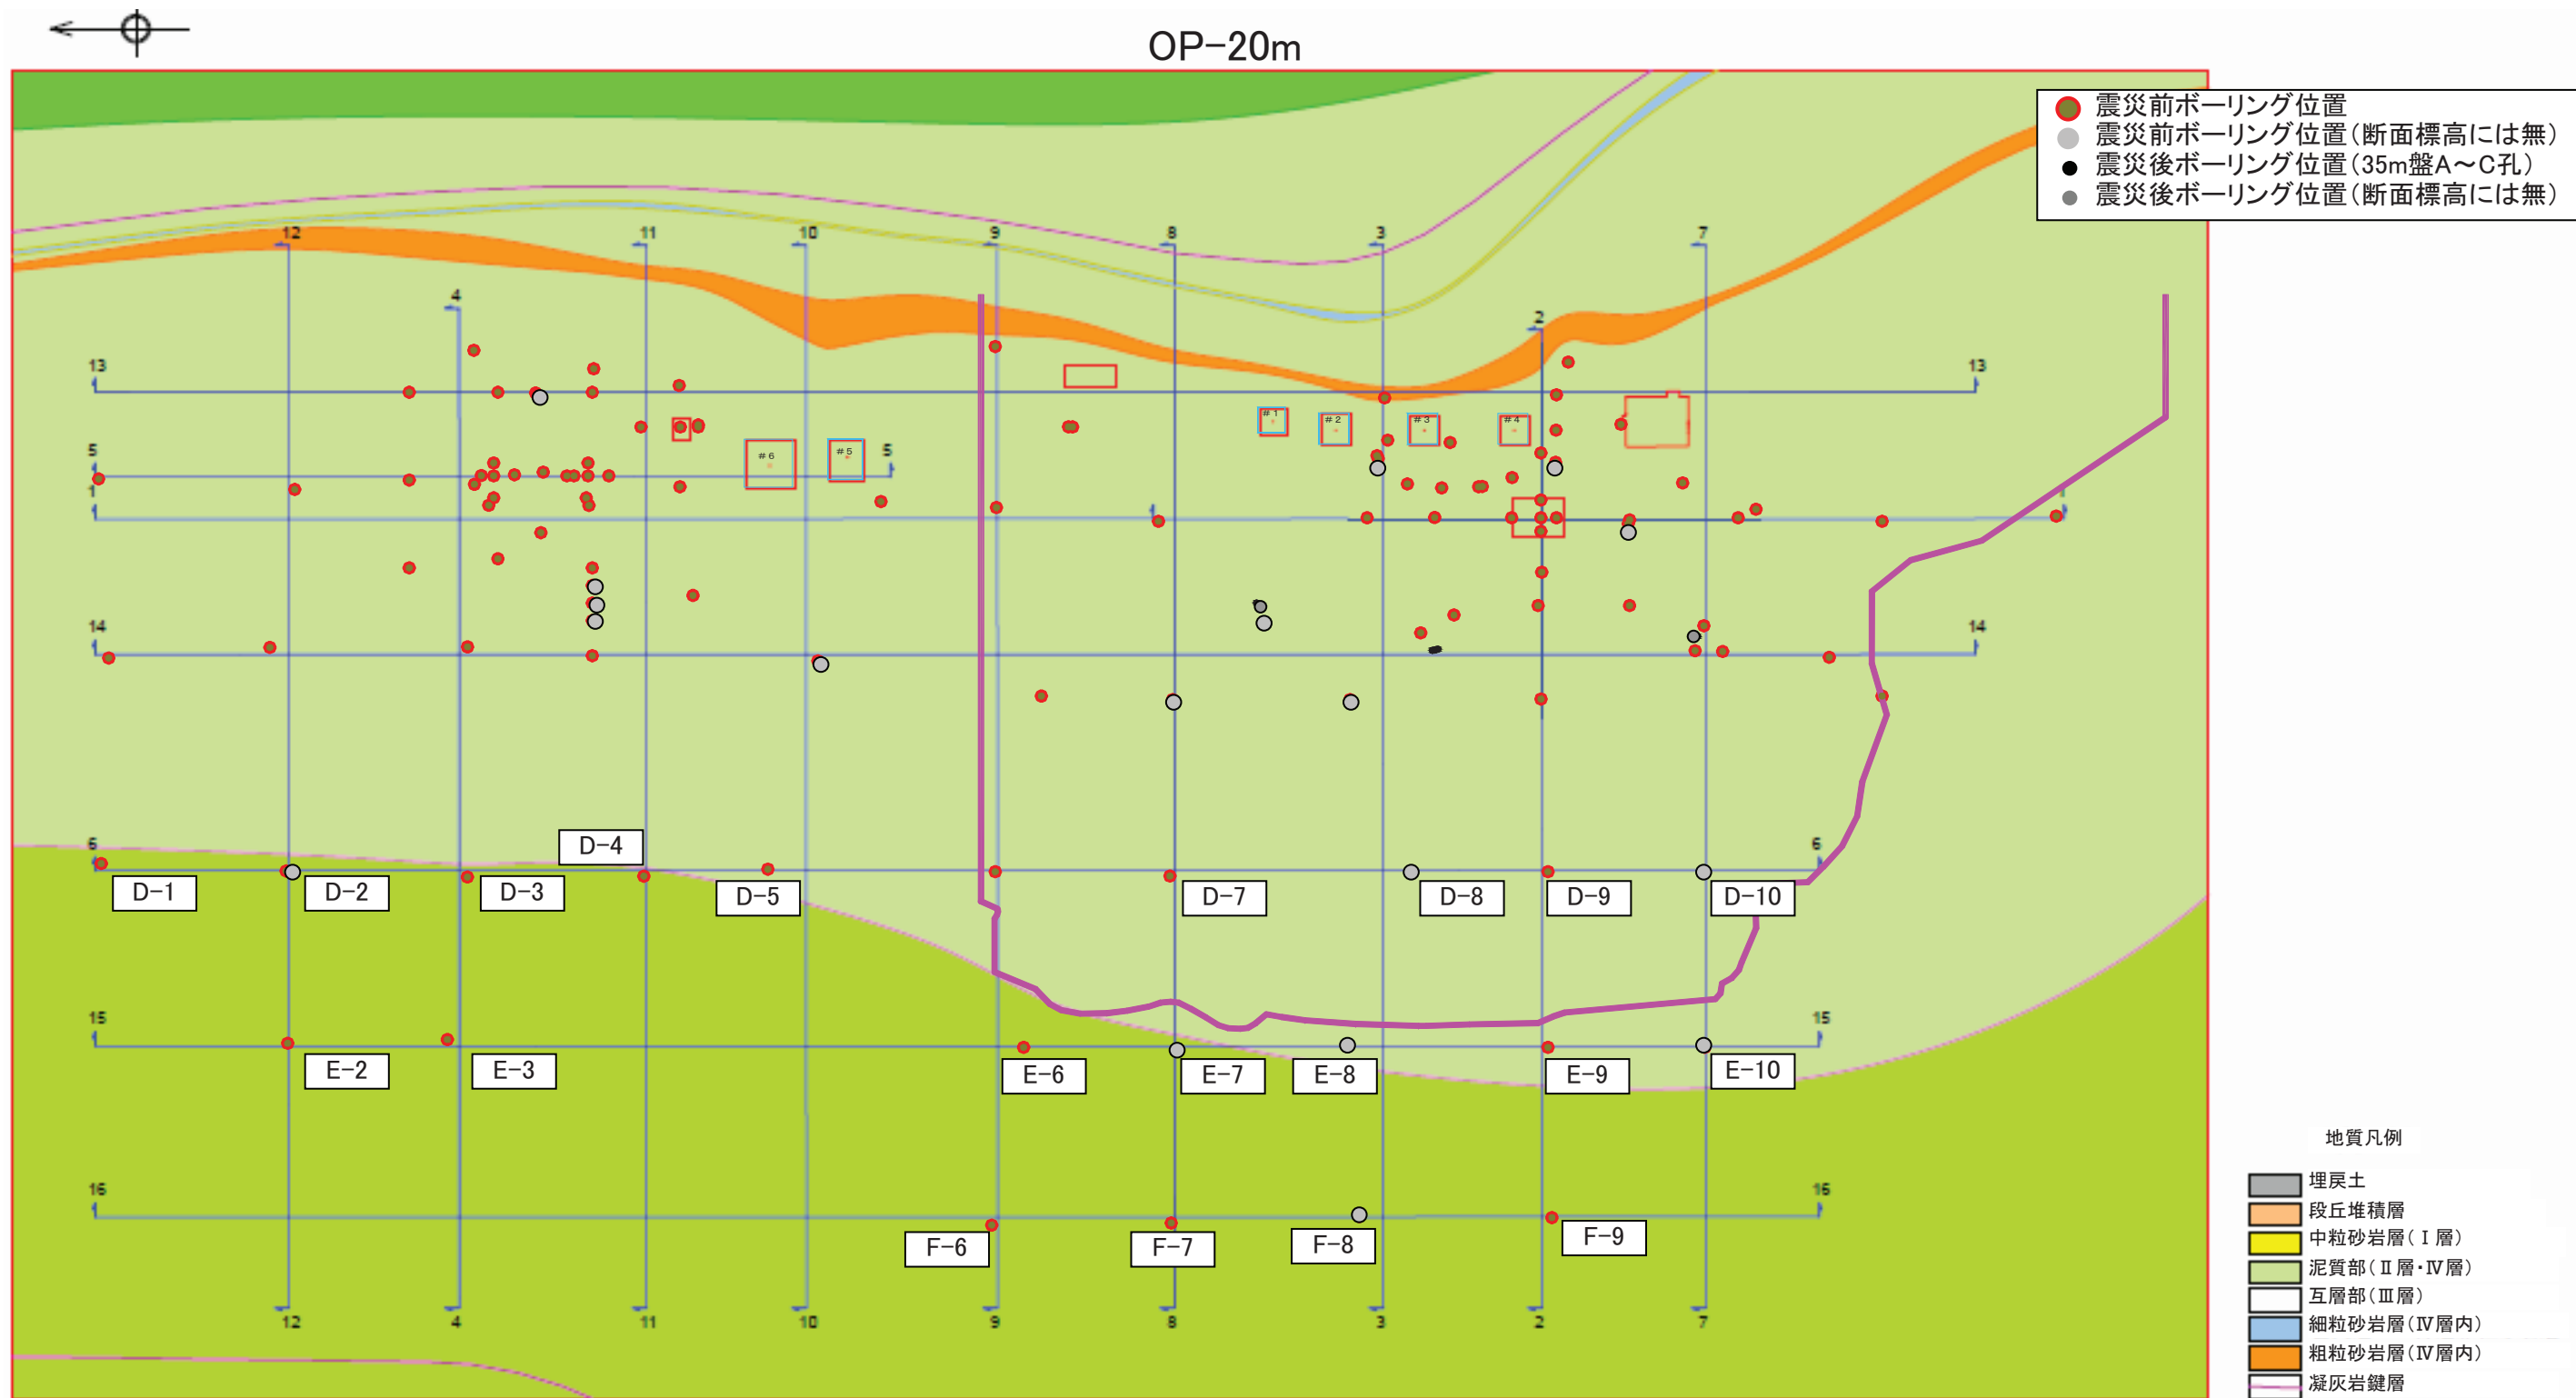 OP-20m
震災前ボーリング位置
震災前ボーリング位置(断面標高には無)
震災後ボーリング位置(35m盤A～C孔)
震災後ボーリング位置(断面標高には無)
12
11
10
9
8
3
7
4
2
13
13
#1
#2
#3
#4
5
#6
#5
5
1
1
14
14
6
D-4
6
D-1
D-2
D-3
D-5
D-7
D-8
D-9
D-10
15
15
E-2
E-3
E-6
E-7
E-8
E-9
E-10
16
16
F-6
F-7
F-8
F-9
12
4
11
10
9
8
3
2
7
地質凡例
埋戻土
段丘堆積層
中粒砂岩層(Ⅰ層)
泥質部(Ⅱ層・Ⅳ層)
互層部(Ⅲ層)
細粒砂岩層(Ⅳ層内)
粗粒砂岩層(Ⅳ層内)
凝灰岩鍵層